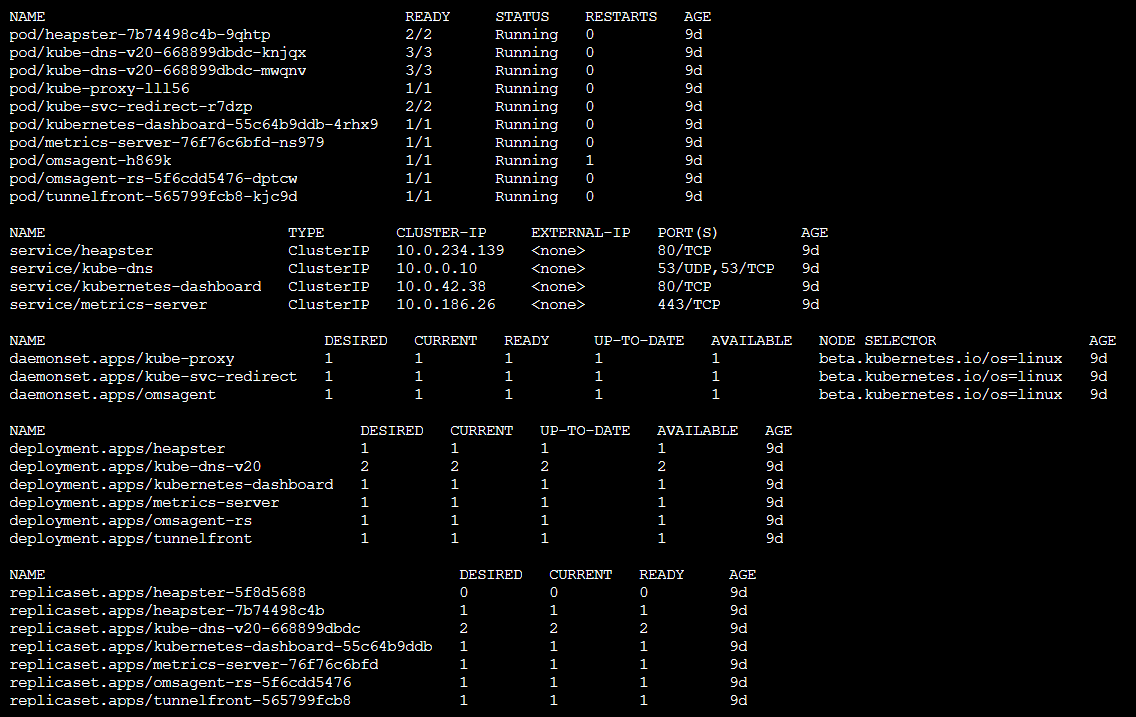 NAME READY STATUS RESTARTS AGE
pod/heapster-7b74498c4b-9qhtp 2/2 Running 0 9d
pod/kube-dns-v20-668899dbdc-knjqx 3/3 Running 0 9d
pod/kube-dns-v20-668899dbdc-mwqnv 3/3 Running 0 9d
pod/kube-proxy-lll56 1/1 Running 0 9d
pod/kube-svc-redirect-r7dzp 2/2 Running 0 9d
pod/kubernetes-dashboard-55c64b9ddb-4rhx9 1/1 Running 0 9d
pod/metrics-server-76f76c6bfd-ns979 1/1 Running 0 9d
pod/omsagent-h869k 1/1 Running 1 9d
pod/omsagent-rs-5f6cdd5476-dptcw 1/1 Running 0 9d
pod/tunnelfront-565799fcb8-kjc9d 1/1 Running 0 9d
NAME TYPE CLUSTER-IP EXTERNAL-IP PORT(S) AGE
service/heapster ClusterIP 10.0.234.139 <none> 80/TCP 9d
service/kube-dns ClusterIP 10.0.0.10 <none> 53/UDP,53/TCP 9d
service/kubernetes-dashboard ClusterIP 10.0.42.38 <none> 80/TCP 9d
service/metrics-server ClusterIP 10.0.186.26 <none> 443/TCP 9d
NAME DESIRED CURRENT READY UP-TO-DATE AVAILABLE NODE SELECTOR AGE
daemonset.apps/kube-proxy 1 1 1 1 1 beta.kubernetes.io/os=linux 9d
daemonset.apps/kube-svc-redirect 1 1 1 1 1 beta.kubernetes.io/os=linux 9d
daemonset.apps/omsagent 1 1 1 1 1 beta.kubernetes.io/os=linux 9d
NAME DESIRED CURRENT UP-TO-DATE AVAILABLE AGE
deployment.apps/heapster 1 1 1 1 9d
deployment.apps/kube-dns-v20 2 2 2 2 9d
deployment.apps/kubernetes-dashboard 1 1 1 1 9d
deployment.apps/metrics-server 1 1 1 1 9d
deployment.apps/omsagent-rs 1 1 1 1 9d
deployment.apps/tunnelfront 1 1 1 1 9d
NAME DESIRED CURRENT READY AGE
replicaset.apps/heapster-5f8d5688 0 0 0 9d
replicaset.apps/heapster-7b74498c4b 1 1 1 9d
replicaset.apps/kube-dns-v20-668899dbdc 2 2 2 9d
replicaset.apps/kubernetes-dashboard-55c64b9ddb 1 1 1 9d
replicaset.apps/metrics-server-76f76c6bfd 1 1 1 9d
replicaset.apps/omsagent-rs-5f6cdd5476 1 1 1 9d
replicaset.apps/tunnelfront-565799fcb8 1 1 1 9d